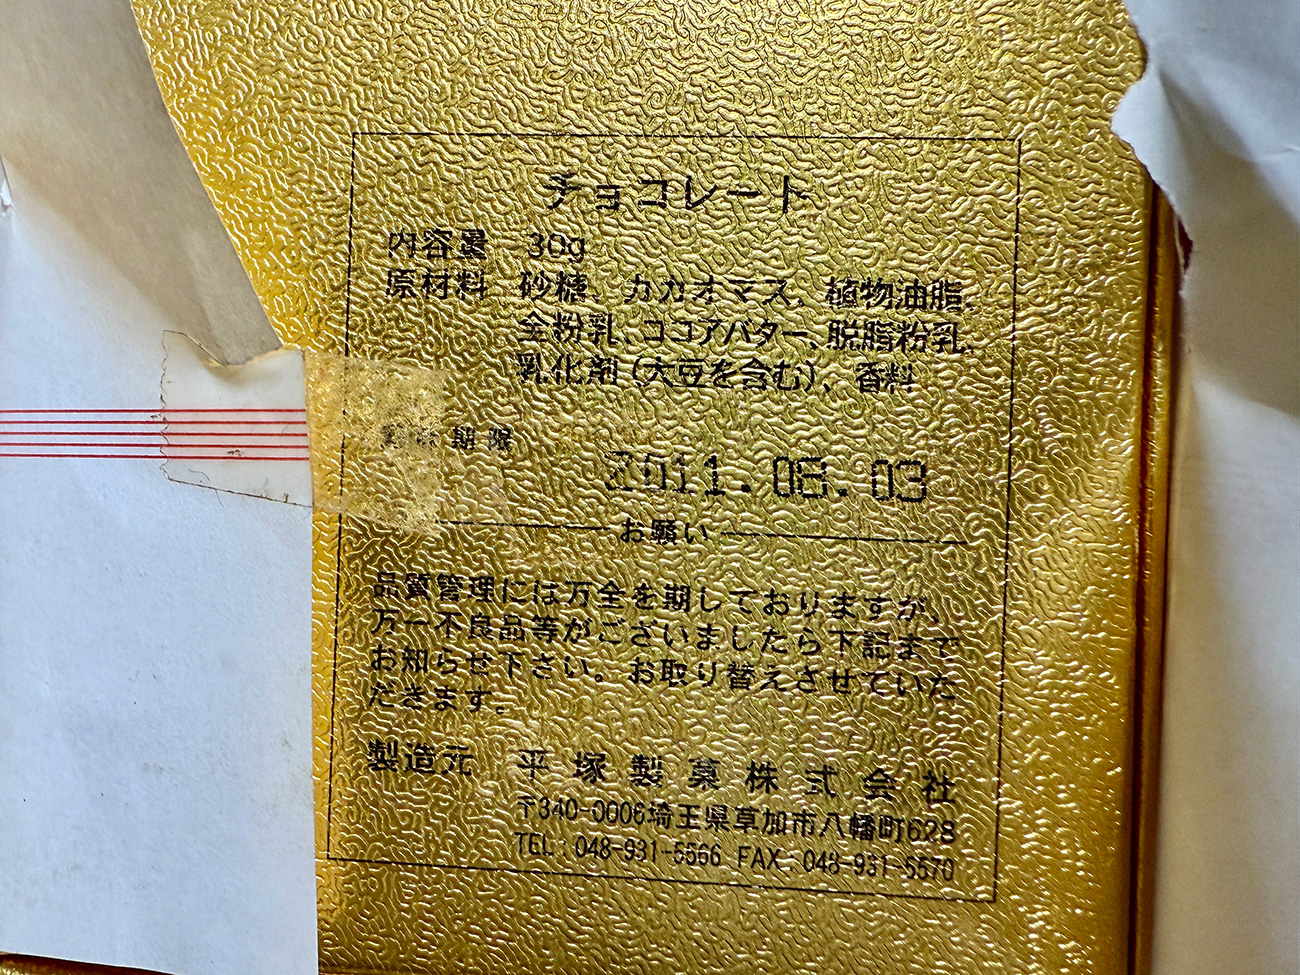 チョコレート
内容量 30g
原材料 砂糖、カカオマス、植物油脂、
全粉乳、ココアバター、脱脂粉乳、
乳化剤(大豆を含む)、香料
賞味期限
2011.08.03
お願い
品質管理には万全を期しておりますが、
万一不良品等がございましたら下記まで
お知らせ下さい。お取り替えさせていた
だきます。
製造元 平塚製菓株式会社
〒340-0006埼玉県草加市八幡町628
TEL:048-931-5566 FAX:048-931-5570